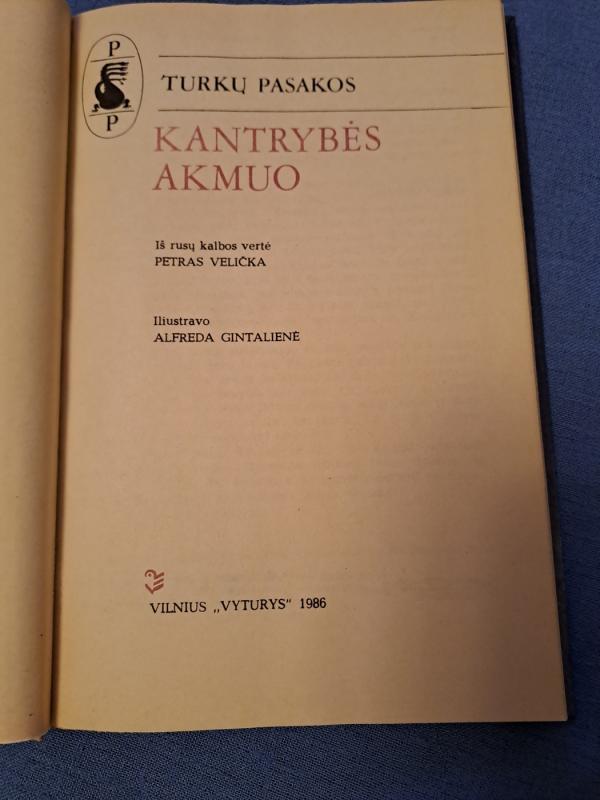 P
P
TURKŲ PASAKOS
KANTRYBĖS
AKMUO
Iš rusų kalbos vertė
PETRAS VELIČKA
Iliustravo
ALFREDA GINTALIENĖ
VILNIUS „VYTURYS" 1986